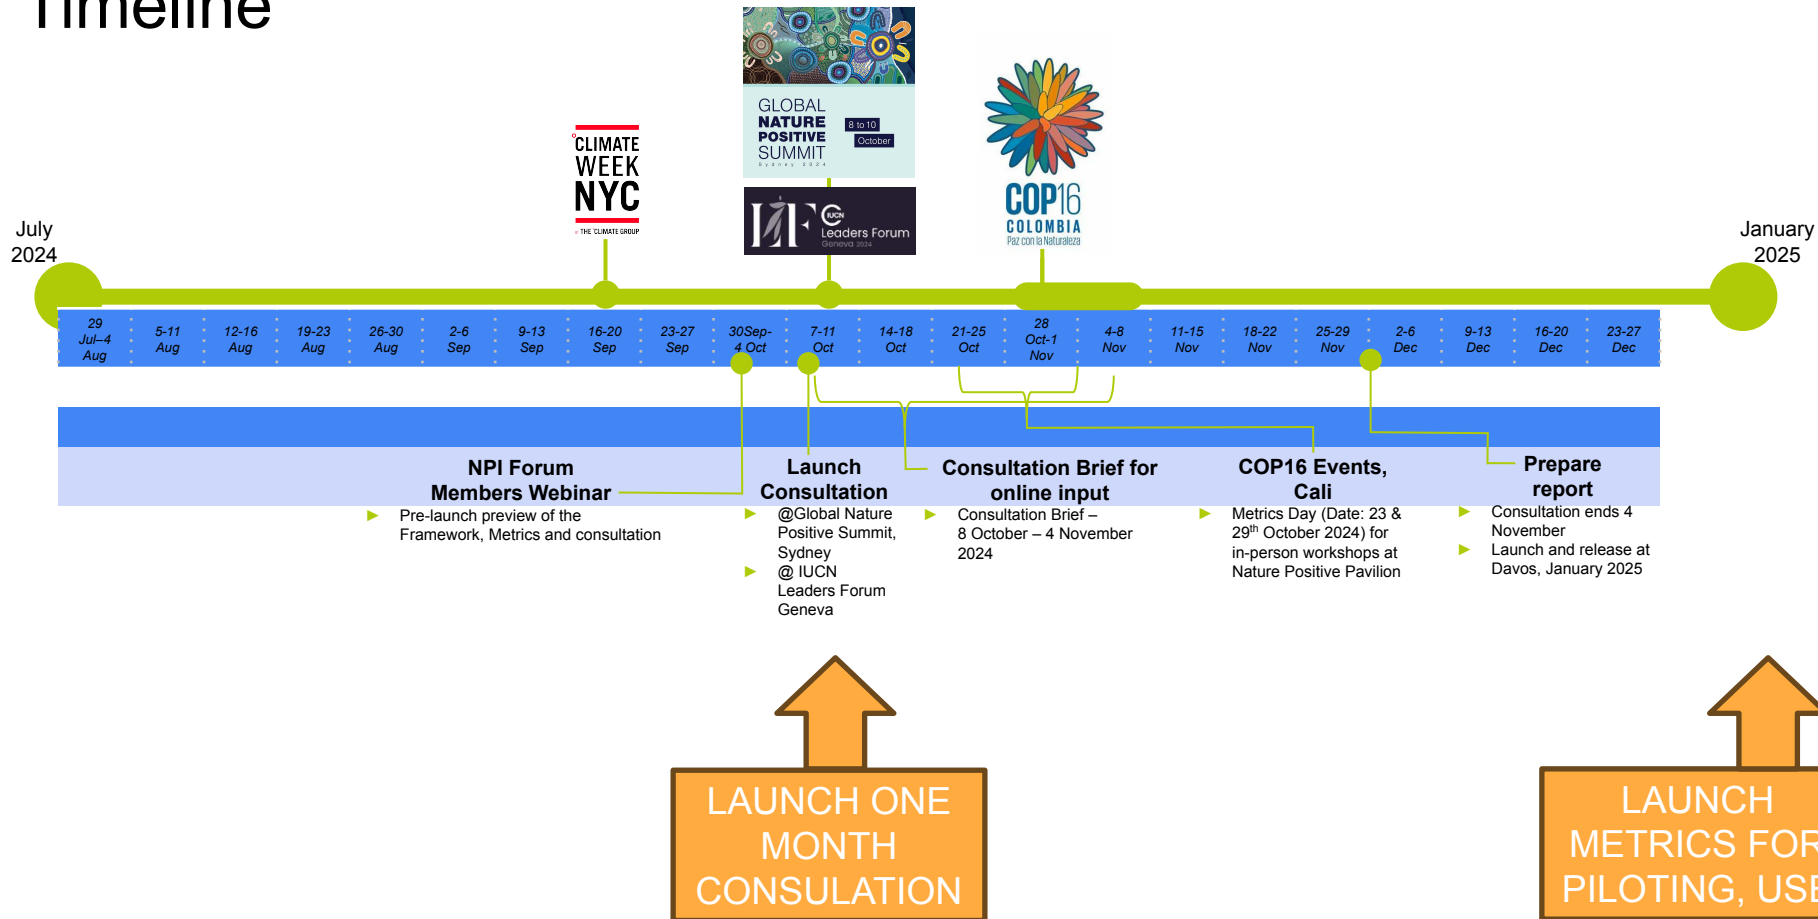 Timeline
GLOBAL
NATURE
POSITIVE
SUMMIT
Sydney 2024
8 to 10
October
°CLIMATE
WEEK
NYC
THE °CLIMATE GROUP
LF
IUCN
Leaders Forum
Geneva 2024
COP16
COLOMBIA
Paz con la Naturaleza
July
2024
January
2025
29
Jul–4
Aug
5-11
Aug
12-16
Aug
19-23
Aug
26-30
Aug
2-6
Sep
9-13
Sep
16-20
Sep
23-27
Sep
30Sep-
4 Oct
7-11
Oct
14-18
Oct
21-25
Oct
28
Oct-1
Nov
4-8
Nov
11-15
Nov
18-22
Nov
25-29
Nov
2-6
Dec
9-13
Dec
16-20
Dec
23-27
Dec
NPI Forum
Members Webinar
Pre-launch preview of the
Framework, Metrics and consultation
Launch
Consultation
@Global Nature
Positive Summit,
Sydney
@ IUCN
Leaders Forum
Geneva
Consultation Brief for
online input
Consultation Brief –
8 October – 4 November
2024
COP16 Events,
Cali
Metrics Day (Date: 23 &
29th October 2024) for
in-person workshops at
Nature Positive Pavilion
Prepare
report
Consultation ends 4
November
Launch and release at
Davos, January 2025
LAUNCH ONE
MONTH
CONSULATION
LAUNCH
METRICS FOR
PILOTING, USE